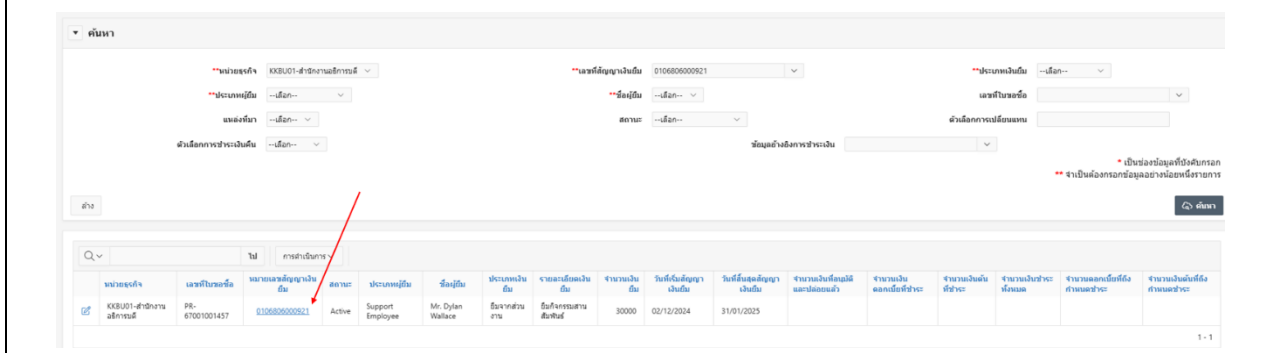 ค้นหา
**หน่วยธุรกิจ KKBU01-สำนักงานอธิการบดี **เลขที่สัญญาเงินยืม 0106806000921 **ประเภทเงินยืม --เลือก--
**ประเภทผู้ยืม --เลือก-- **ชื่อผู้ยืม --เลือก-- เลขที่ใบขอซื้อ
แหล่งที่มา --เลือก-- สถานะ --เลือก-- ตัวเลือกการเปลี่ยนแทน
ตัวเลือกการชำระเงินคืน --เลือก-- ข้อมูลอ้างอิงการชำระเงิน
* เป็นช่องข้อมูลที่บังคับกรอก
** จำเป็นต้องกรอกข้อมูลอย่างน้อยหนึ่งรายการ
ล้าง ค้นหา
ไป การดำเนินการ
หน่วยธุรกิจ เลขที่ใบขอซื้อ หมายเลขสัญญาเงินยืม สถานะ ประเภทผู้ยืม ชื่อผู้ยืม ประเภทเงินยืม รายละเอียดเงินยืม จำนวนเงินยืม วันที่เริ่มสัญญาเงินยืม วันที่สิ้นสุดสัญญาเงินยืม จำนวนเงินที่อนุมัติและปล่อยแล้ว จำนวนเงินดอกเบี้ยที่ชำระ จำนวนเงินต้นที่ชำระ จำนวนเงินชำระทั้งหมด จำนวนดอกเบี้ยที่ถึงกำหนดชำระ จำนวนเงินต้นที่ถึงกำหนดชำระ
KKBU01-สำนักงานอธิการบดี PR-67001001457 0106806000921 Active Support Employee Mr. Dylan Wallace ยืมจากส่วนงาน ยืมกิจกรรมสานสัมพันธ์ 30000 02/12/2024 31/01/2025
1 - 1